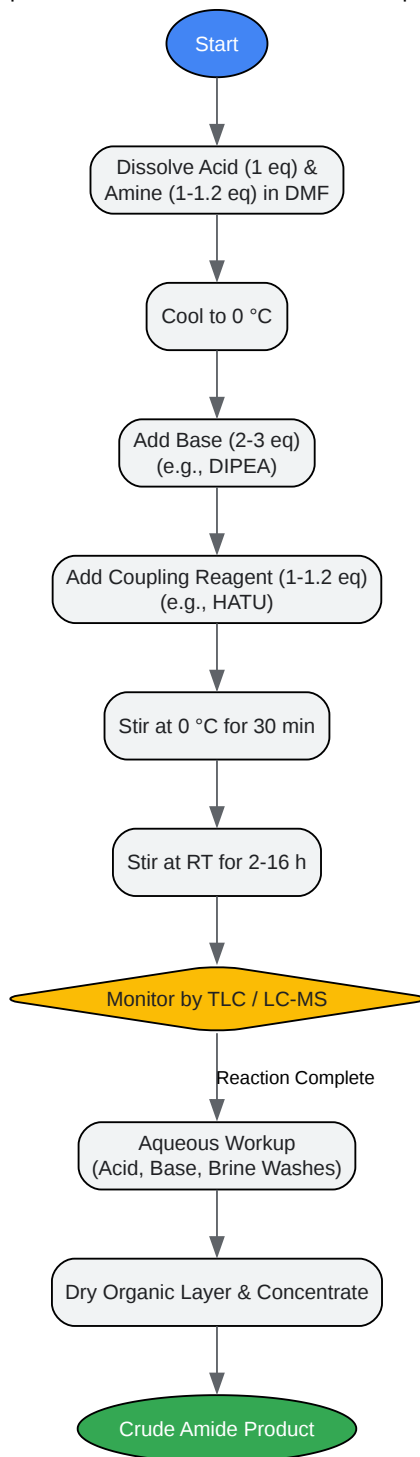 Start
Dissolve Acid (1 eq) &
Amine (1-1.2 eq) in DMF
Cool to 0 °C
Add Base (2-3 eq)
(e.g., DIPEA)
Add Coupling Reagent (1-1.2 eq)
(e.g., HATU)
Stir at 0 °C for 30 min
Stir at RT for 2-16 h
Monitor by TLC / LC-MS
Reaction Complete
Aqueous Workup
(Acid, Base, Brine Washes)
Dry Organic Layer & Concentrate
Crude Amide Product